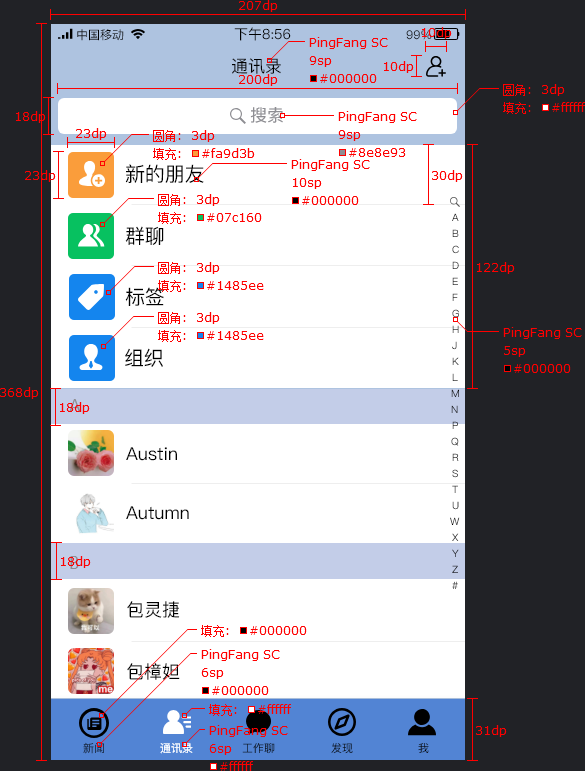 207dp
中国移动
下午8:56
99%
10dp
通讯录
PingFang SC
9sp
#000000
10dp
200dp
圆角: 3dp
填充: #ffffff
18dp
搜索
PingFang SC
9sp
#8e8e93
23dp
圆角: 3dp
填充: #fa9d3b
23dp
新的朋友
PingFang SC
10sp
#000000
30dp
圆角: 3dp
填充: #07c160
群聊
A
B
C
D
E
F
G
H
I
J
K
L
M
N
P
Q
R
S
T
U
W
X
Y
Z
#
122dp
圆角: 3dp
填充: #1485ee
标签
圆角: 3dp
填充: #1485ee
组织
PingFang SC
5sp
#000000
368dp
18dp
A
Austin
Autumn
18dp
B
包灵捷
填充: #000000
PingFang SC
6sp
#000000
包樟妲
me
填充: #ffffff
PingFang SC
6sp
#ffffff
31dp
新闻
通讯录
工作聊
发现
我